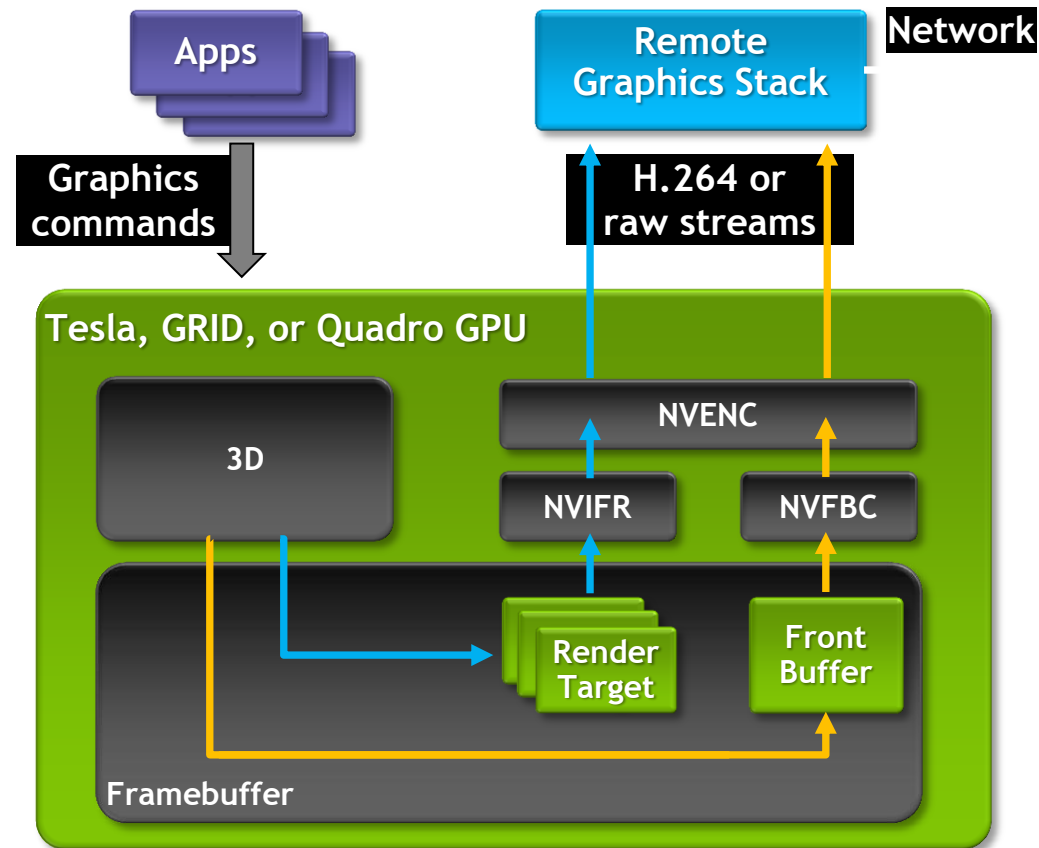 Apps
Remote
Graphics Stack
Network
Graphics
commands
H.264 or
raw streams
Tesla, GRID, or Quadro GPU
3D
NVENC
NVIFR
NVFBC
Render
Target
Front
Buffer
Framebuffer